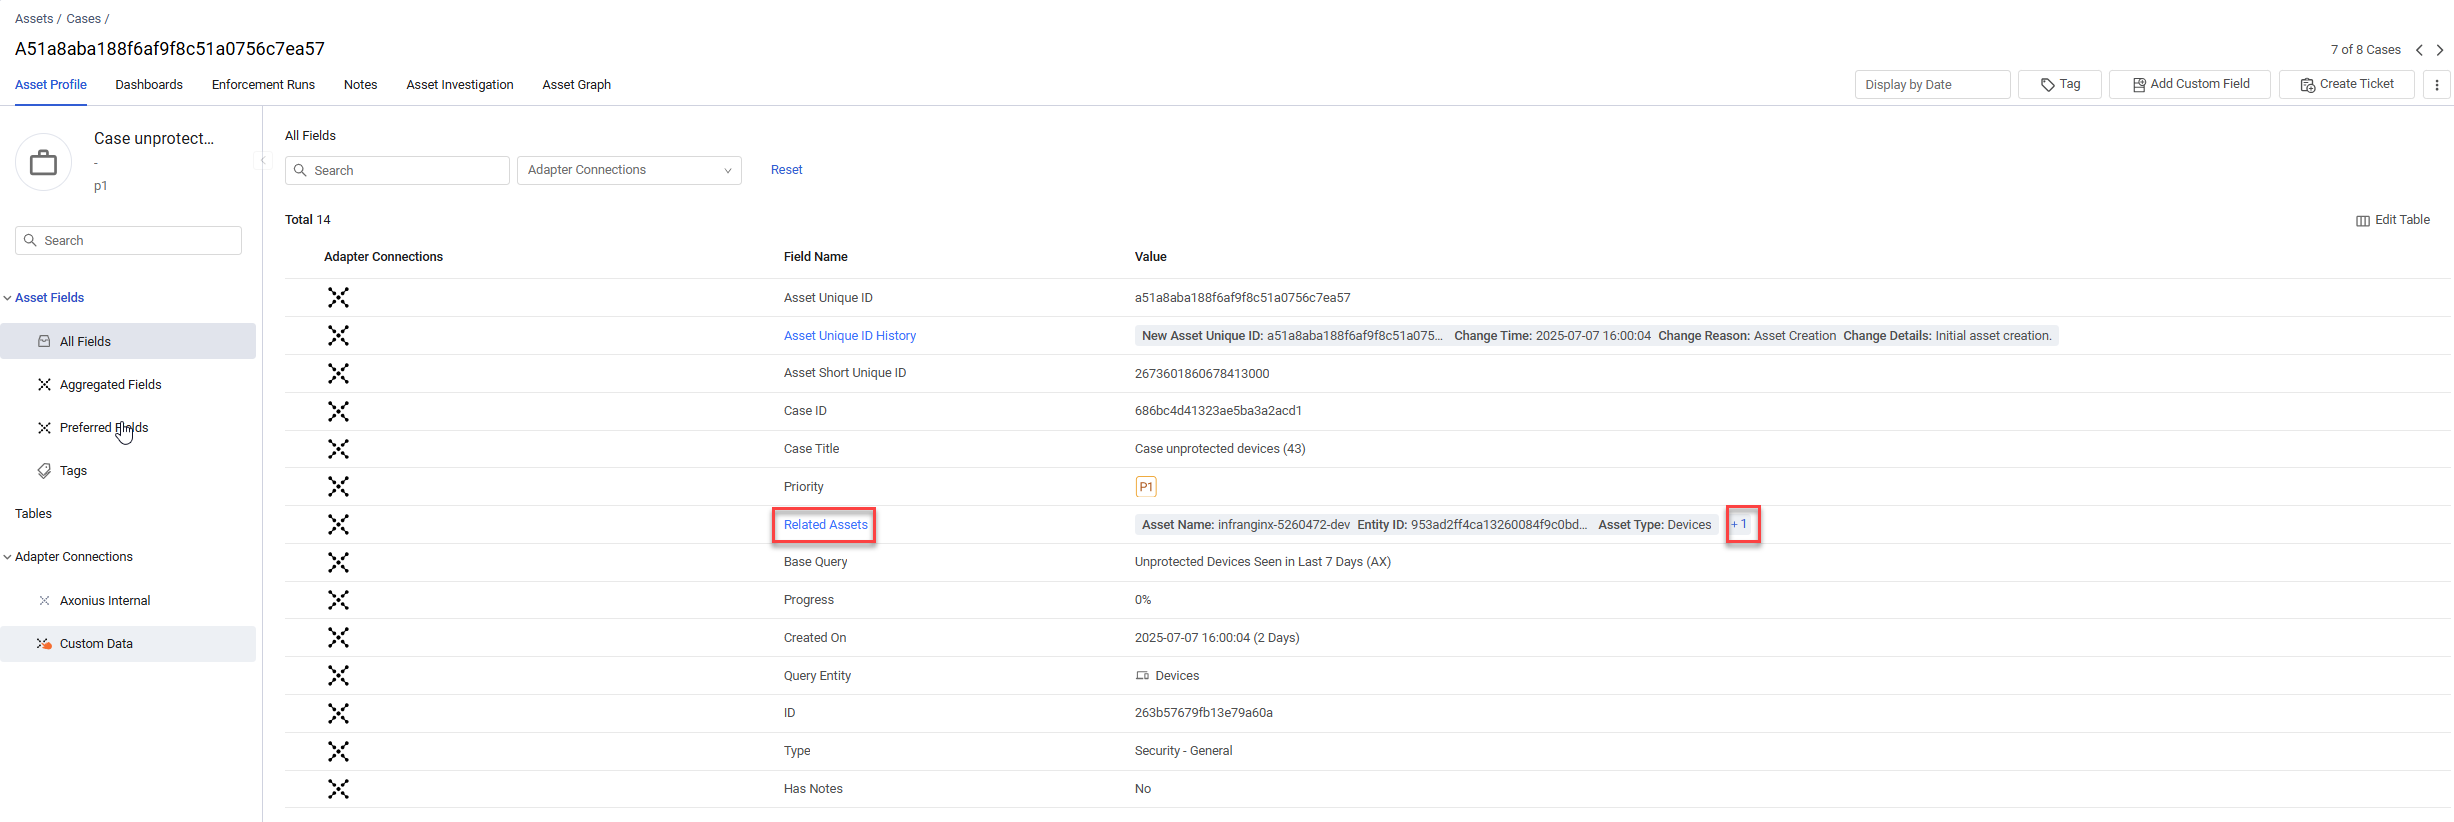 Assets / Cases /
A51a8aba188f6af9f8c51a0756c7ea57
7 of 8 Cases
Asset Profile Dashboards Enforcement Runs Notes Asset Investigation Asset Graph
Display by Date Tag Add Custom Field Create Ticket
Case unprotect...
-
p1
Search
Asset Fields
All Fields
Aggregated Fields
Preferred Fields
Tags
Tables
Adapter Connections
Axonius Internal
Custom Data
All Fields
Search Adapter Connections Reset
Total 14 Edit Table
Adapter Connections Field Name Value
Asset Unique ID a51a8aba188f6af9f8c51a0756c7ea57
Asset Unique ID History New Asset Unique ID: a51a8aba188f6af9f8c51a075... Change Time: 2025-07-07 16:00:04 Change Reason: Asset Creation Change Details: Initial asset creation.
Asset Short Unique ID 2673601860678413000
Case ID 686bc4d41323ae5ba3a2acd1
Case Title Case unprotected devices (43)
Priority P1
Related Assets Asset Name: infranginx-5260472-dev Entity ID: 953ad2ff4ca13260084f9c0bd... Asset Type: Devices + 1
Base Query Unprotected Devices Seen in Last 7 Days (AX)
Progress 0%
Created On 2025-07-07 16:00:04 (2 Days)
Query Entity Devices
ID 263b57679fb13e79a60a
Type Security - General
Has Notes No